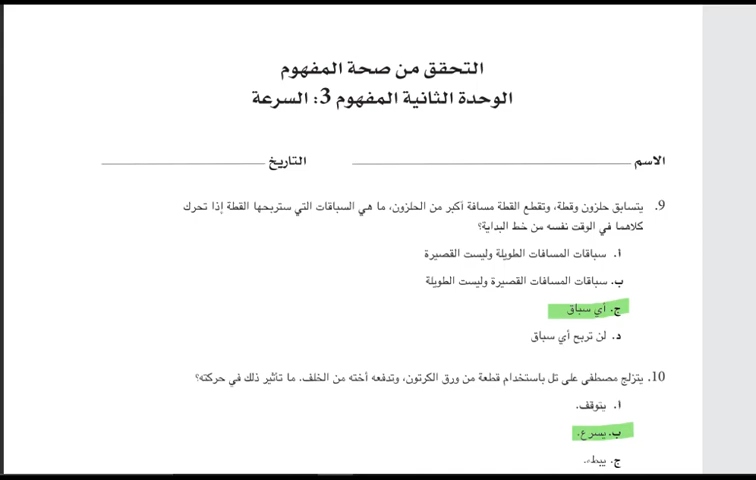 التحقق من صحة المفهوم
الوحدة الثانية المفهوم 3: السرعة
الاسم ____________ التاريخ ____________
9. يتسابق حلزون وقطة، وتقطع القطة مسافة أكبر من الحلزون، ما هي السباقات التي ستربحها القطة إذا تحرك
كلاهما في الوقت نفسه من خط البداية؟
ا. سباقات المسافات الطويلة وليست القصيرة
ب. سباقات المسافات القصيرة وليست الطويلة
ج. أي سباق
د. لن تربح أي سباق
10. يتزلج مصطفى على تل باستخدام قطعة من ورق الكرتون، وتدفعه أخته من الخلف. ما تأثير ذلك في حركته؟
ا. يتوقف.
ب. يسرع.
ج. يبطء.